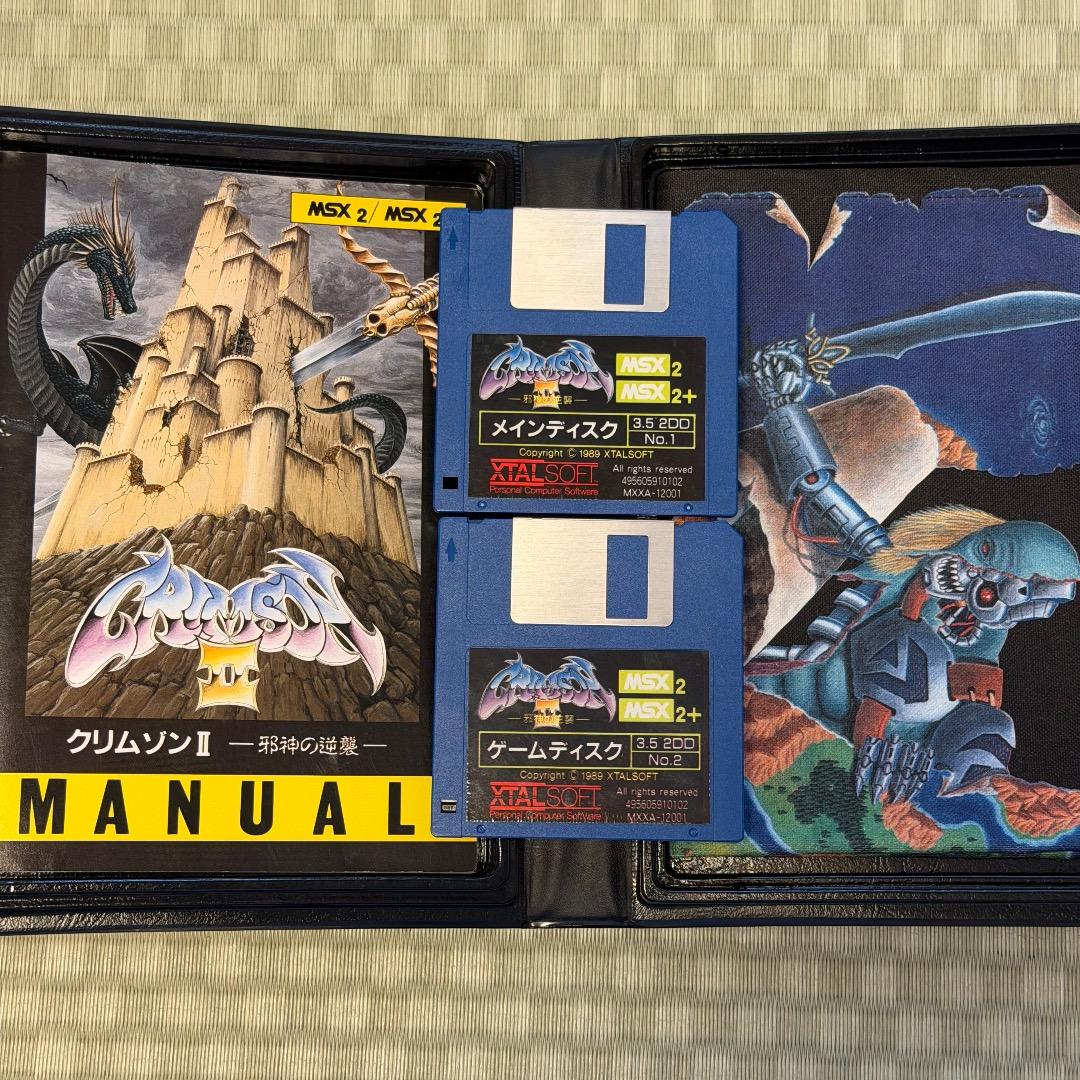 MSX 2 / MSX 2
CRIMSON
II
クリムゾンII —邪神の逆襲—
MANUAL
CRIMSON
II
—邪神の逆襲—
MSX 2
MSX 2+
メインディスク
3.5 2DD
No.1
Copyright © 1989 XTALSOFT
XTALSOFT
Personal Computer Software
All rights reserved
495605910102
MXXA-12001
CRIMSON
II
—邪神の逆襲—
MSX 2
MSX 2+
ゲームディスク
3.5 2DD
No.2
Copyright © 1989 XTALSOFT
XTALSOFT
Personal Computer Software
All rights reserved
495605910102
MXXA-12001